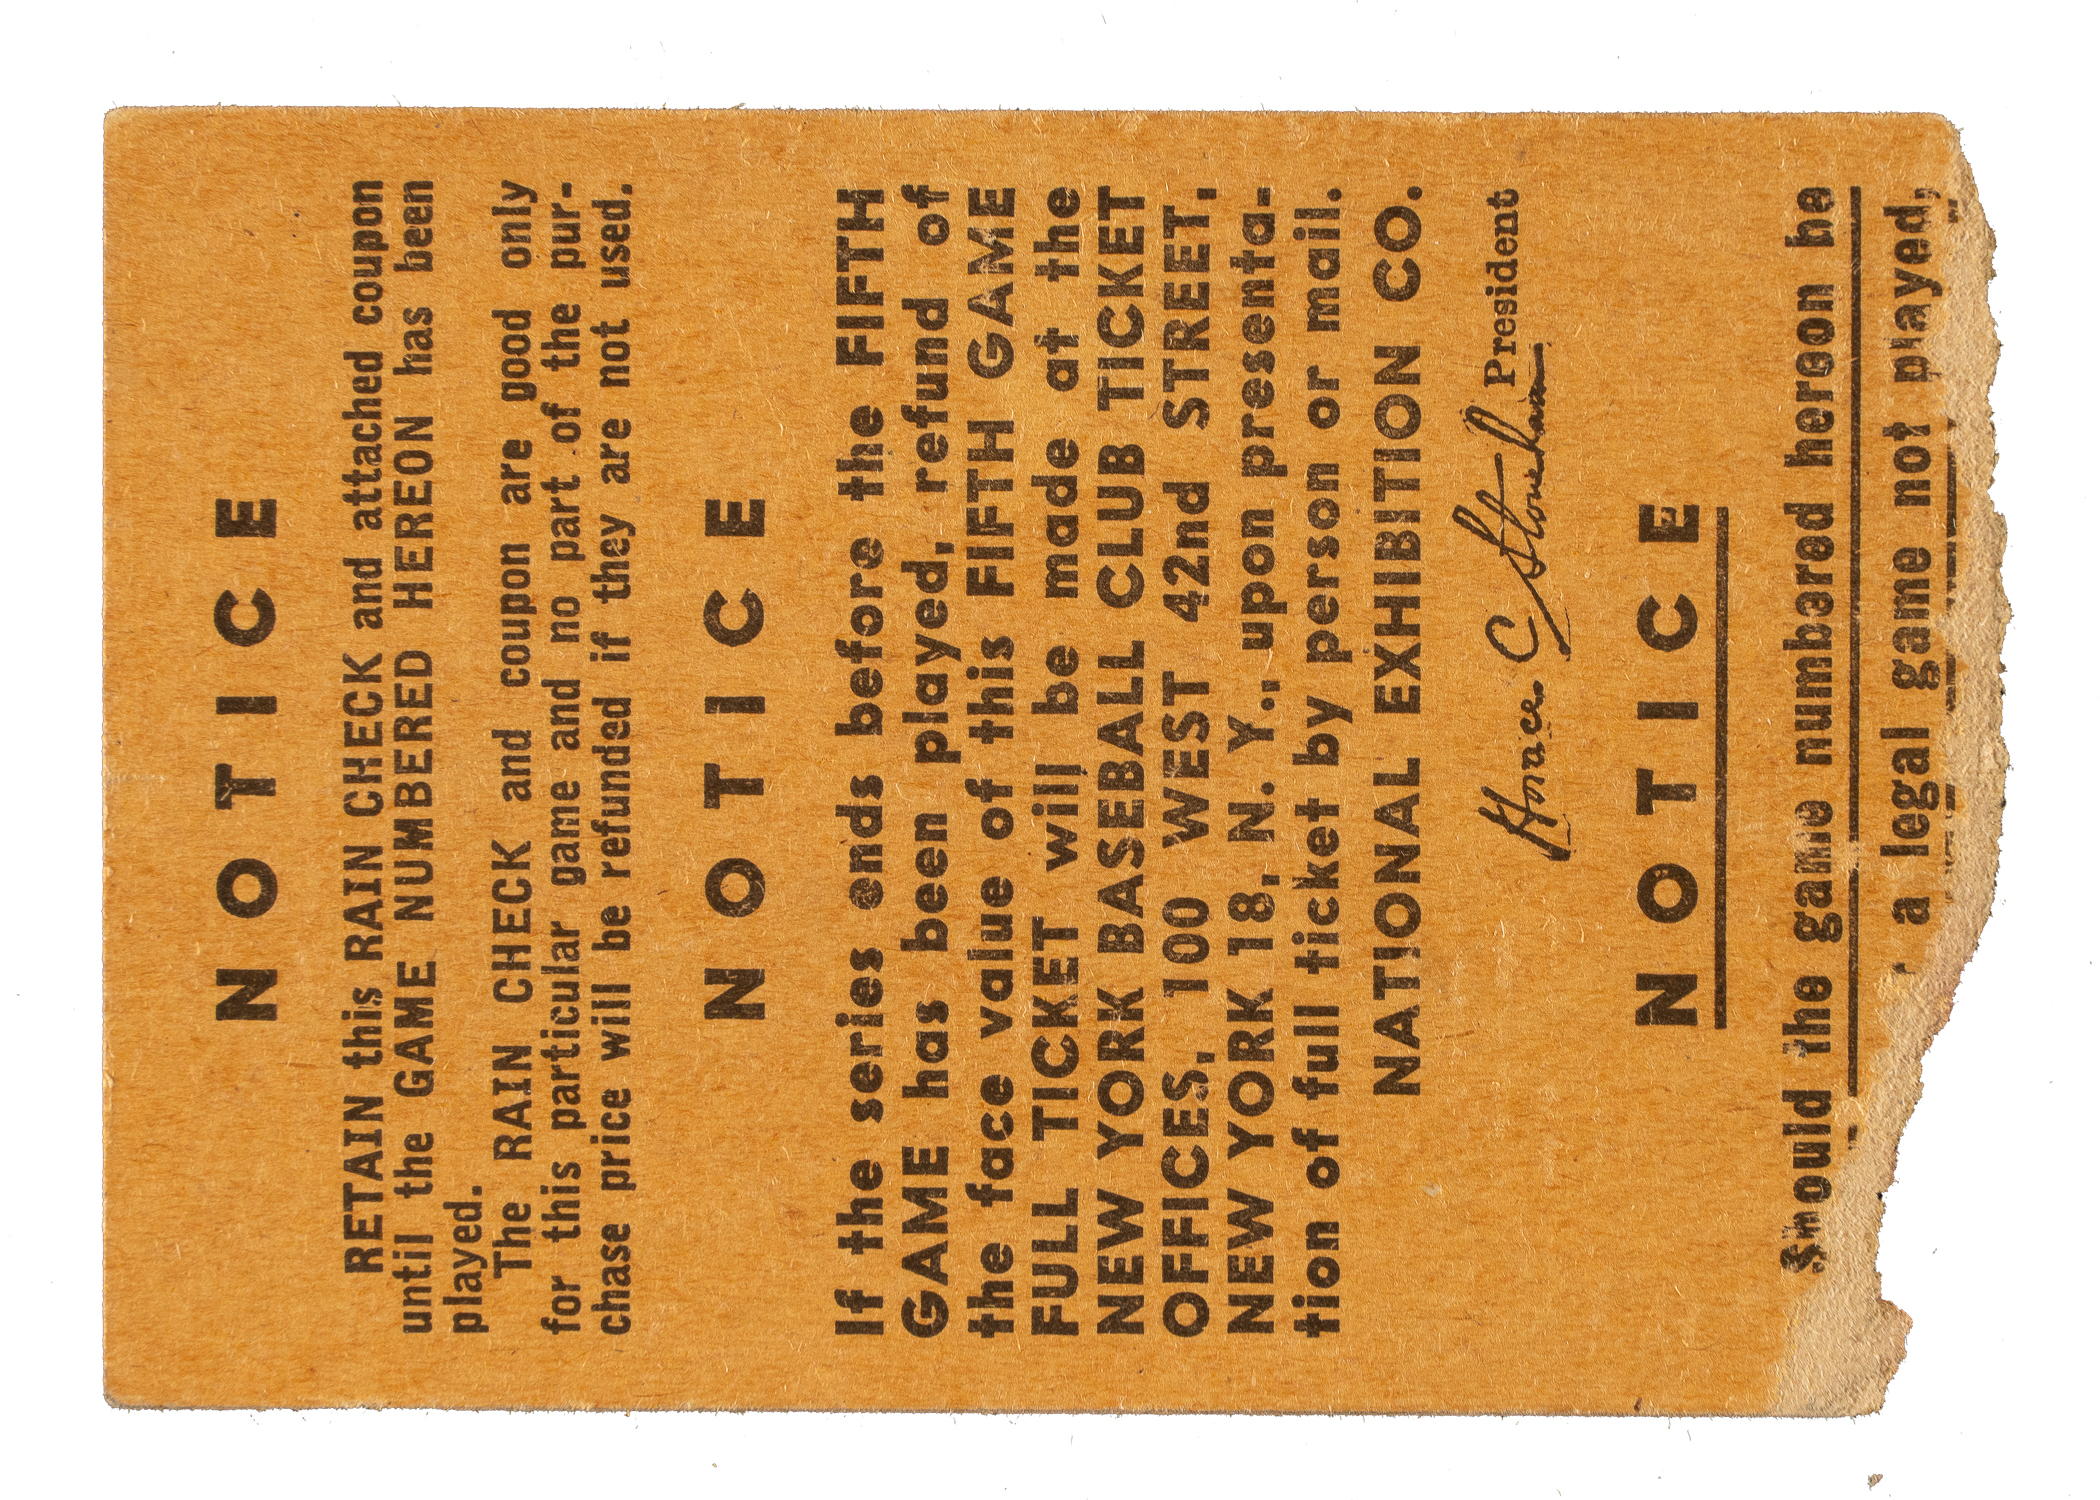 NOTICE
RETAIN this RAIN CHECK and attached coupon
until the GAME NUMBERED HEREON has been
played.
The RAIN CHECK and coupon are good only
for this particular game and no part of the pur-
chase price will be refunded if they are not used.
NOTICE
If the series ends before the FIFTH
GAME has been played, refund of
the face value of this FIFTH GAME
FULL TICKET will be made at the
NEW YORK BASEBALL CLUB TICKET
OFFICES, 100 WEST 42nd STREET,
NEW YORK 18, N. Y., upon presenta-
tion of full ticket by person or mail.
NATIONAL EXHIBITION CO.
Horace C Stoneham President
NOTICE
Should the game numbered hereon be
a legal game not played,